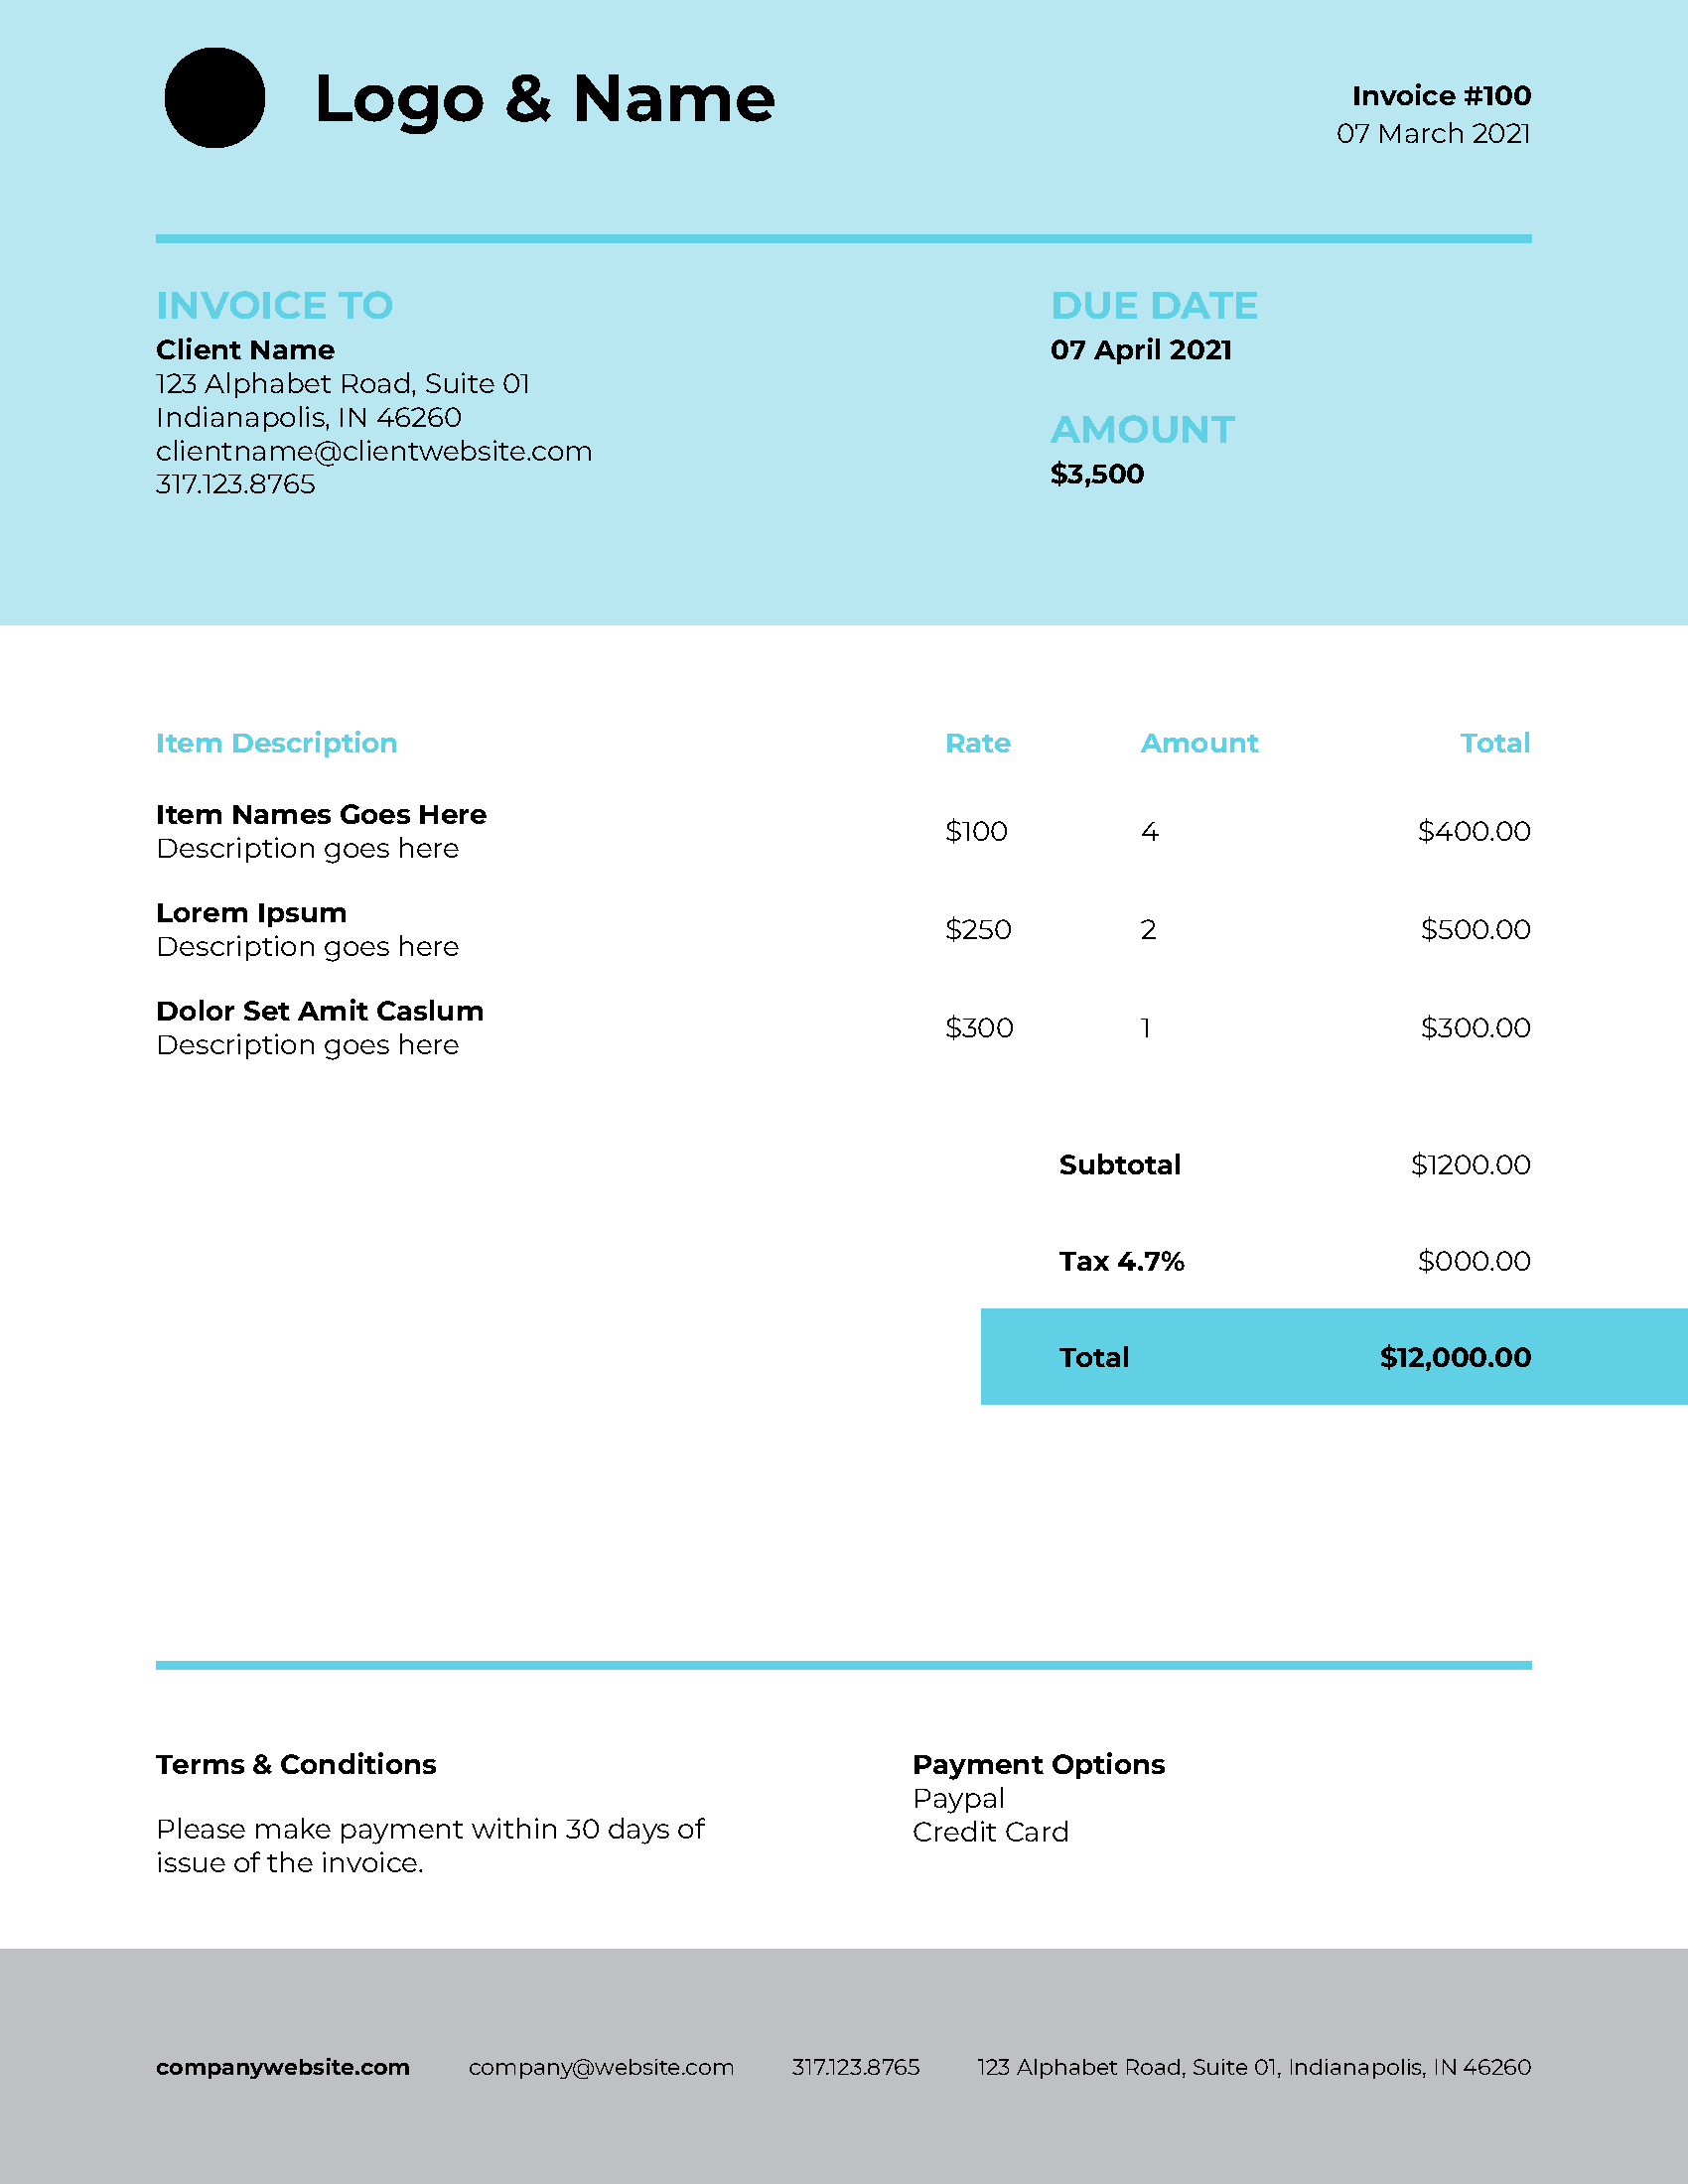 Logo & Name
Invoice #100
07 March 2021
INVOICE TO
Client Name
123 Alphabet Road, Suite 01
Indianapolis, IN 46260
clientname@clientwebsite.com
317.123.8765
DUE DATE
07 April 2021
AMOUNT
$3,500
Item Description Rate Amount Total
Item Names Goes Here
Description goes here
$100 4 $400.00
Lorem Ipsum
Description goes here
$250 2 $500.00
Dolor Set Amit Caslum
Description goes here
$300 1 $300.00
Subtotal $1200.00
Tax 4.7% $000.00
Total $12,000.00
Terms & Conditions
Please make payment within 30 days of
issue of the invoice.
Payment Options
Paypal
Credit Card
companywebsite.com company@website.com 317.123.8765 123 Alphabet Road, Suite 01, Indianapolis, IN 46260